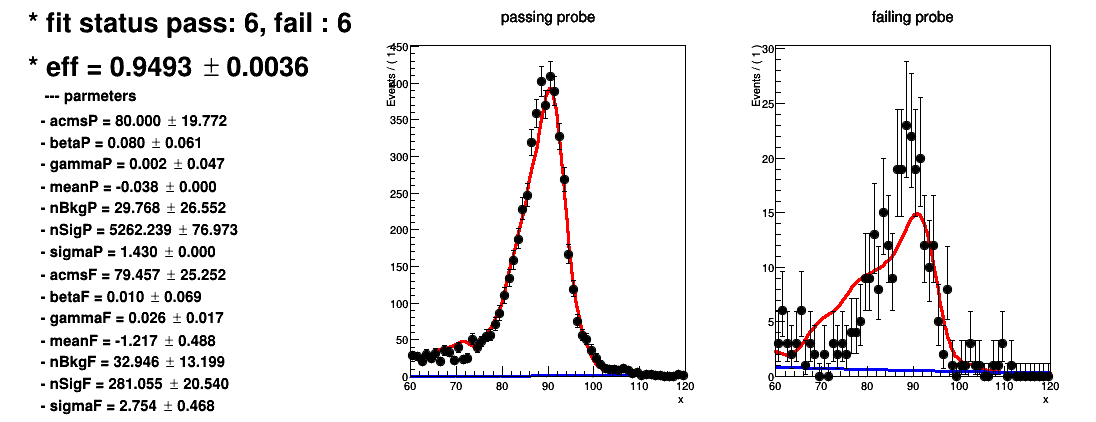 * fit status pass: 6, fail : 6
* eff = 0.9493 ± 0.0036
--- parmeters
- acmsP = 80.000 ± 19.772
- betaP = 0.080 ± 0.061
- gammaP = 0.002 ± 0.047
- meanP = -0.038 ± 0.000
- nBkgP = 29.768 ± 26.552
- nSigP = 5262.239 ± 76.973
- sigmaP = 1.430 ± 0.000
- acmsF = 79.457 ± 25.252
- betaF = 0.010 ± 0.069
- gammaF = 0.026 ± 0.017
- meanF = -1.217 ± 0.488
- nBkgF = 32.946 ± 13.199
- nSigF = 281.055 ± 20.540
- sigmaF = 2.754 ± 0.468
passing probe
Events / ( 1 )
450
400
350
300
250
200
150
100
50
0
60 70 80 90 100 110 120
x
failing probe
Events / ( 1 )
30
25
20
15
10
5
0
60 70 80 90 100 110 120
x